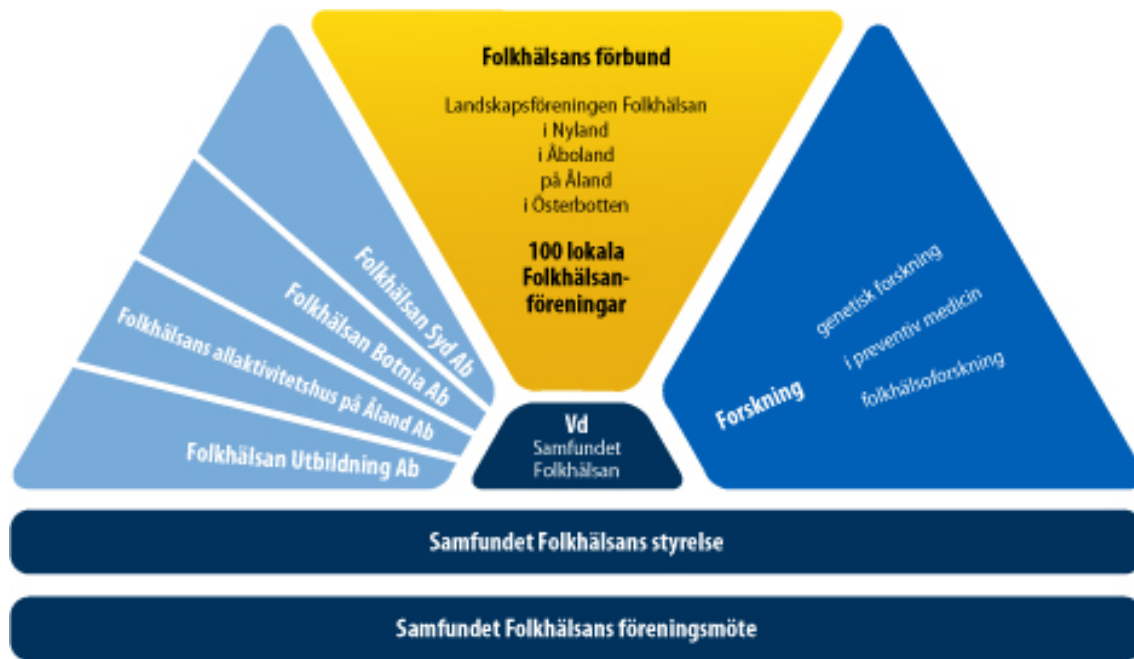 Folkhälsans förbund
Landskapsföreningen Folkhälsan
i Nyland
i Åboland
på Åland
i Österbotten
100 lokala
Folkhälsan-
föreningar
Folkhälsan Syd Ab
Folkhälsan Botnia Ab
Folkhälsans allaktivitetshus på Åland Ab
Folkhälsan Utbildning Ab
Vd
Samfundet
Folkhälsan
Forskning
genetisk forskning
i preventiv medicin
folkhälsoforskning
Samfundet Folkhälsans styrelse
Samfundet Folkhälsans föreningsmöte